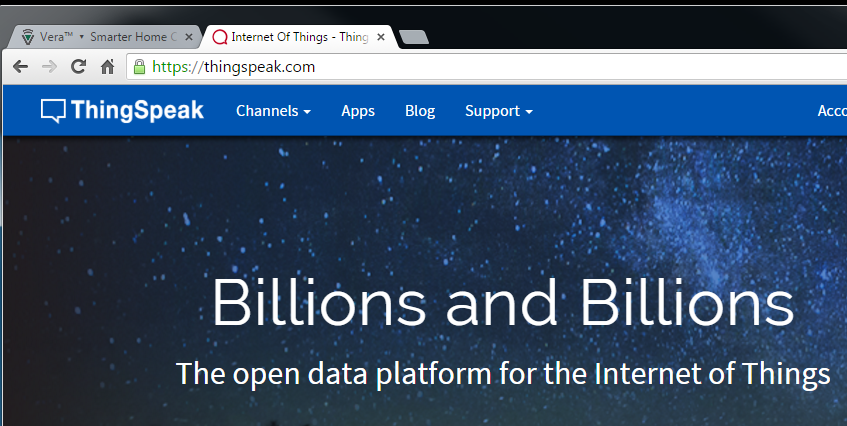 Vera™ • Smarter Home C
Internet Of Things - Thing
https://thingspeak.com
ThingSpeak Channels Apps Blog Support Acco
Billions and Billions
The open data platform for the Internet of Things